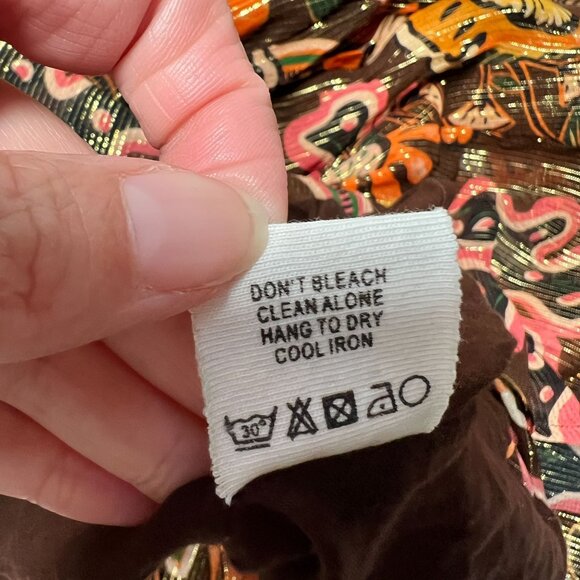 DON'T BLEACH
CLEAN ALONE
HANG TO DRY
COOL IRON
30°